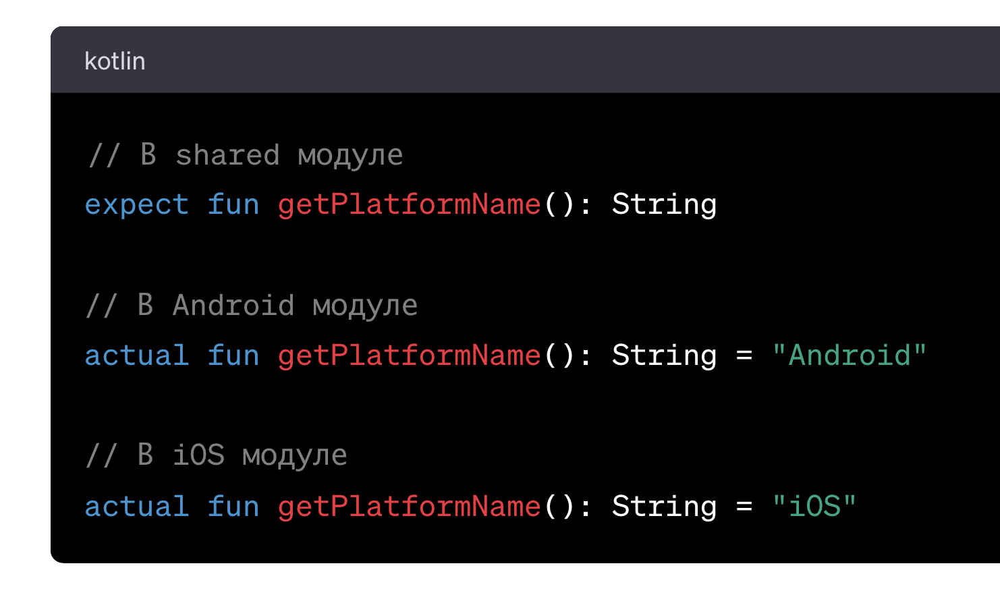 kotlin
// В shared модуле
expect fun getPlatformName(): String
// В Android модуле
actual fun getPlatformName(): String = "Android"
// В iOS модуле
actual fun getPlatformName(): String = "iOS"